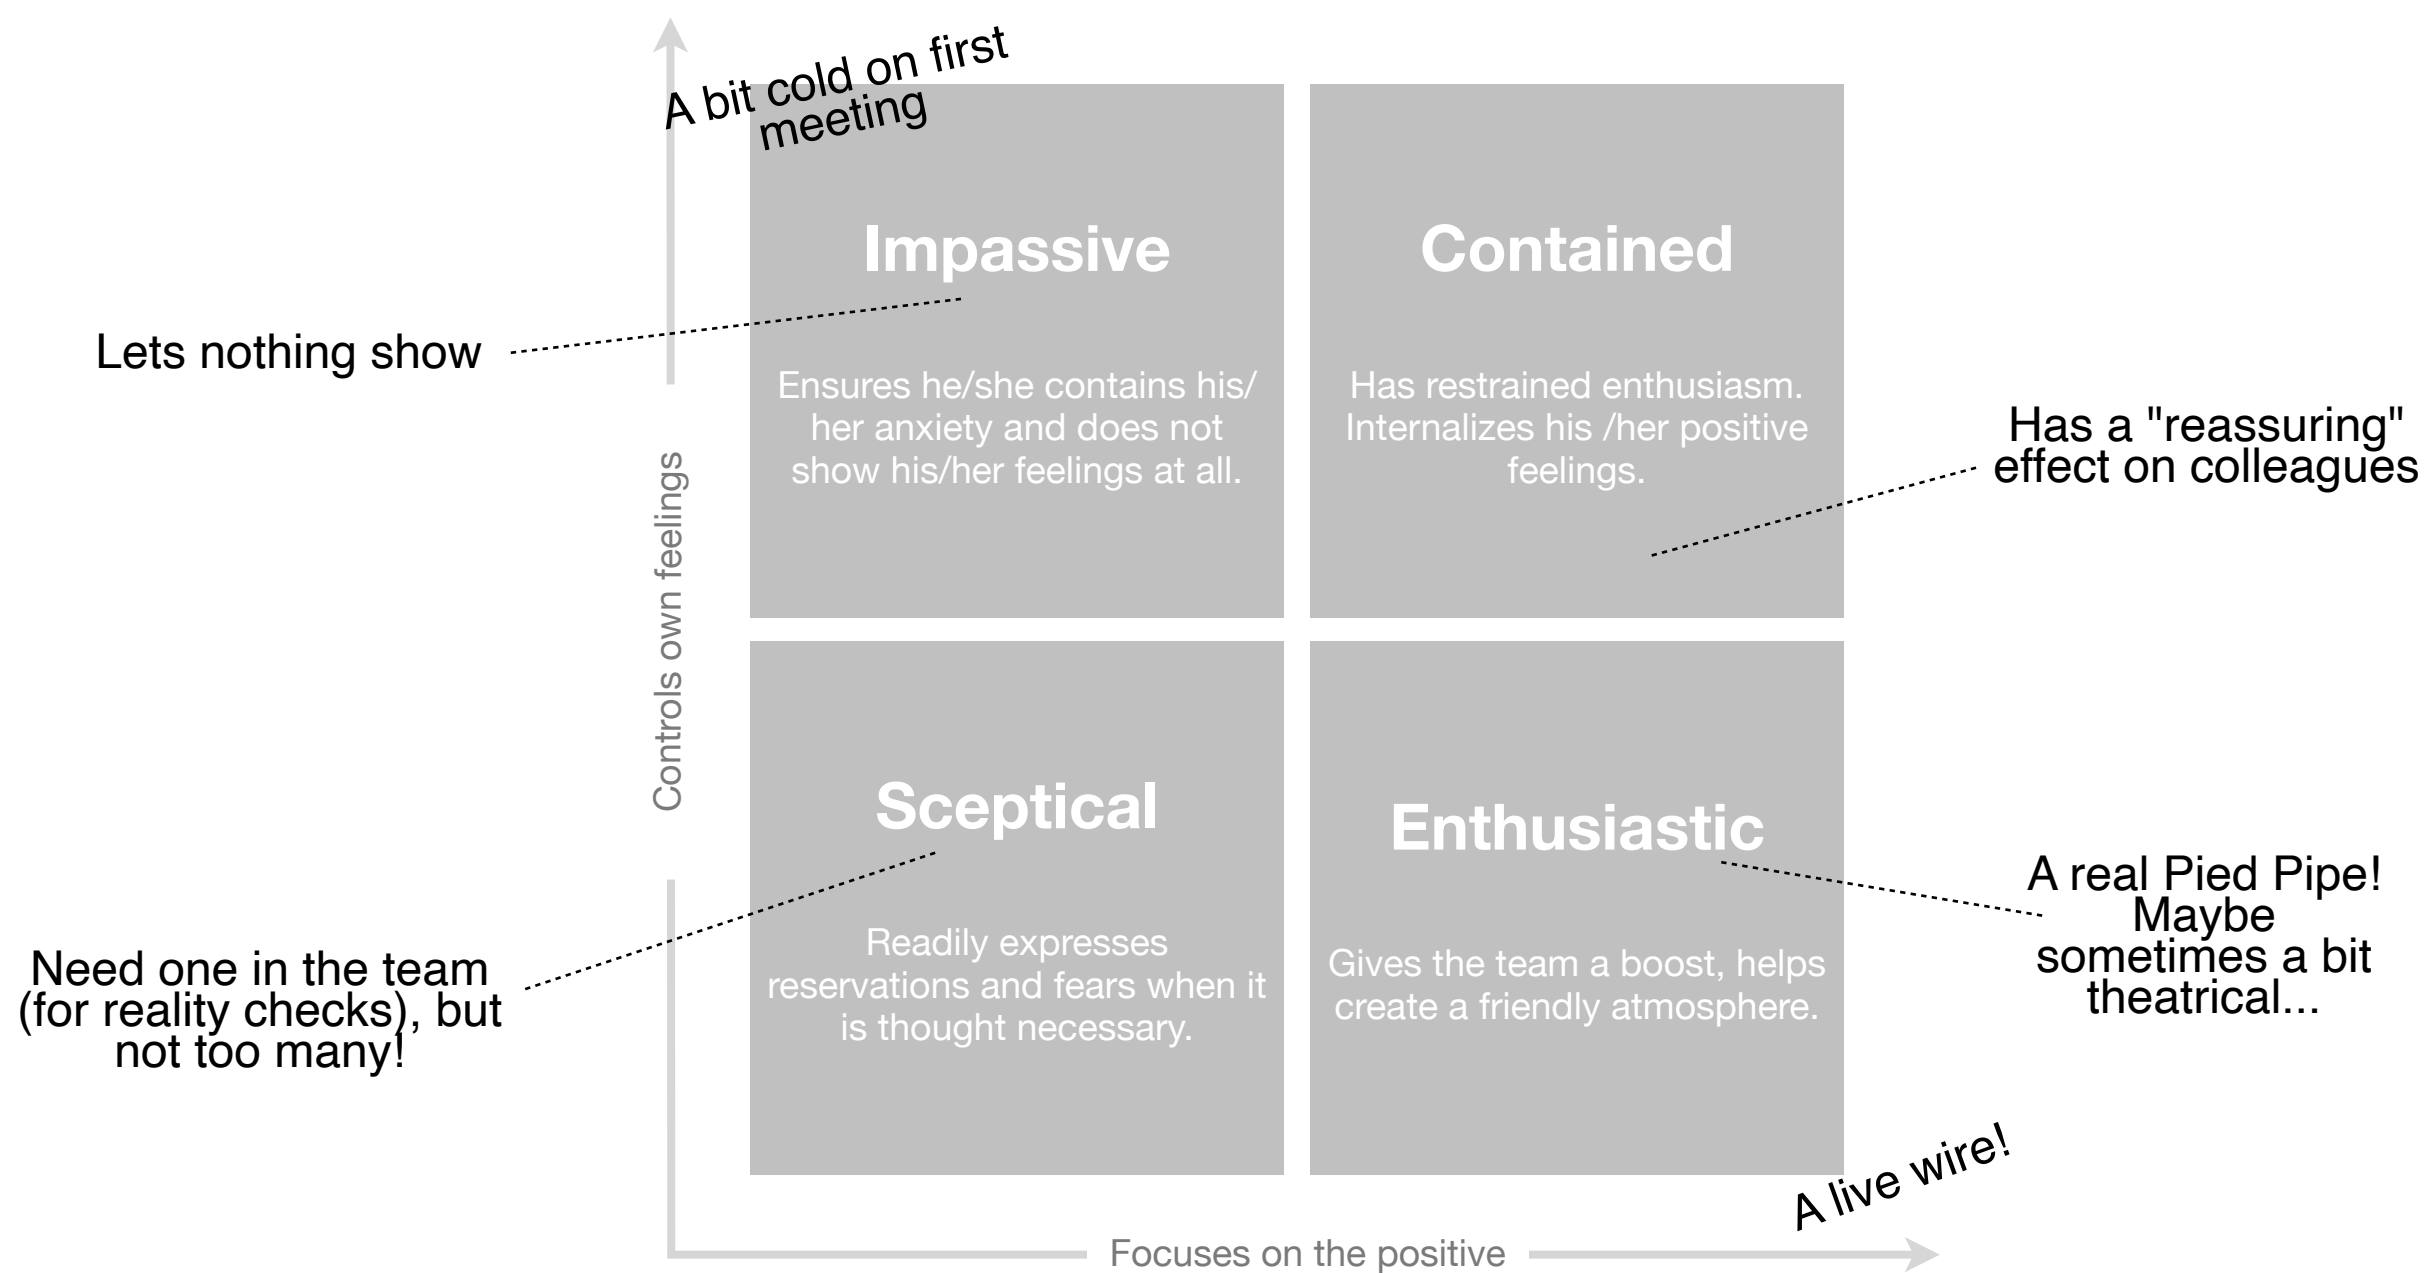 A bit cold on first
meeting
Impassive
Contained
Lets nothing show
Ensures he/she contains his/
her anxiety and does not
show his/her feelings at all.
Has restrained enthusiasm.
Internalizes his /her positive
feelings.
Has a "reassuring"
effect on colleagues
Controls own feelings
Sceptical
Enthusiastic
Readily expresses
reservations and fears when it
is thought necessary.
Gives the team a boost, helps
create a friendly atmosphere.
Need one in the team
(for reality checks), but
not too many!
A real Pied Pipe!
Maybe
sometimes a bit
theatrical...
A live wire!
Focuses on the positive